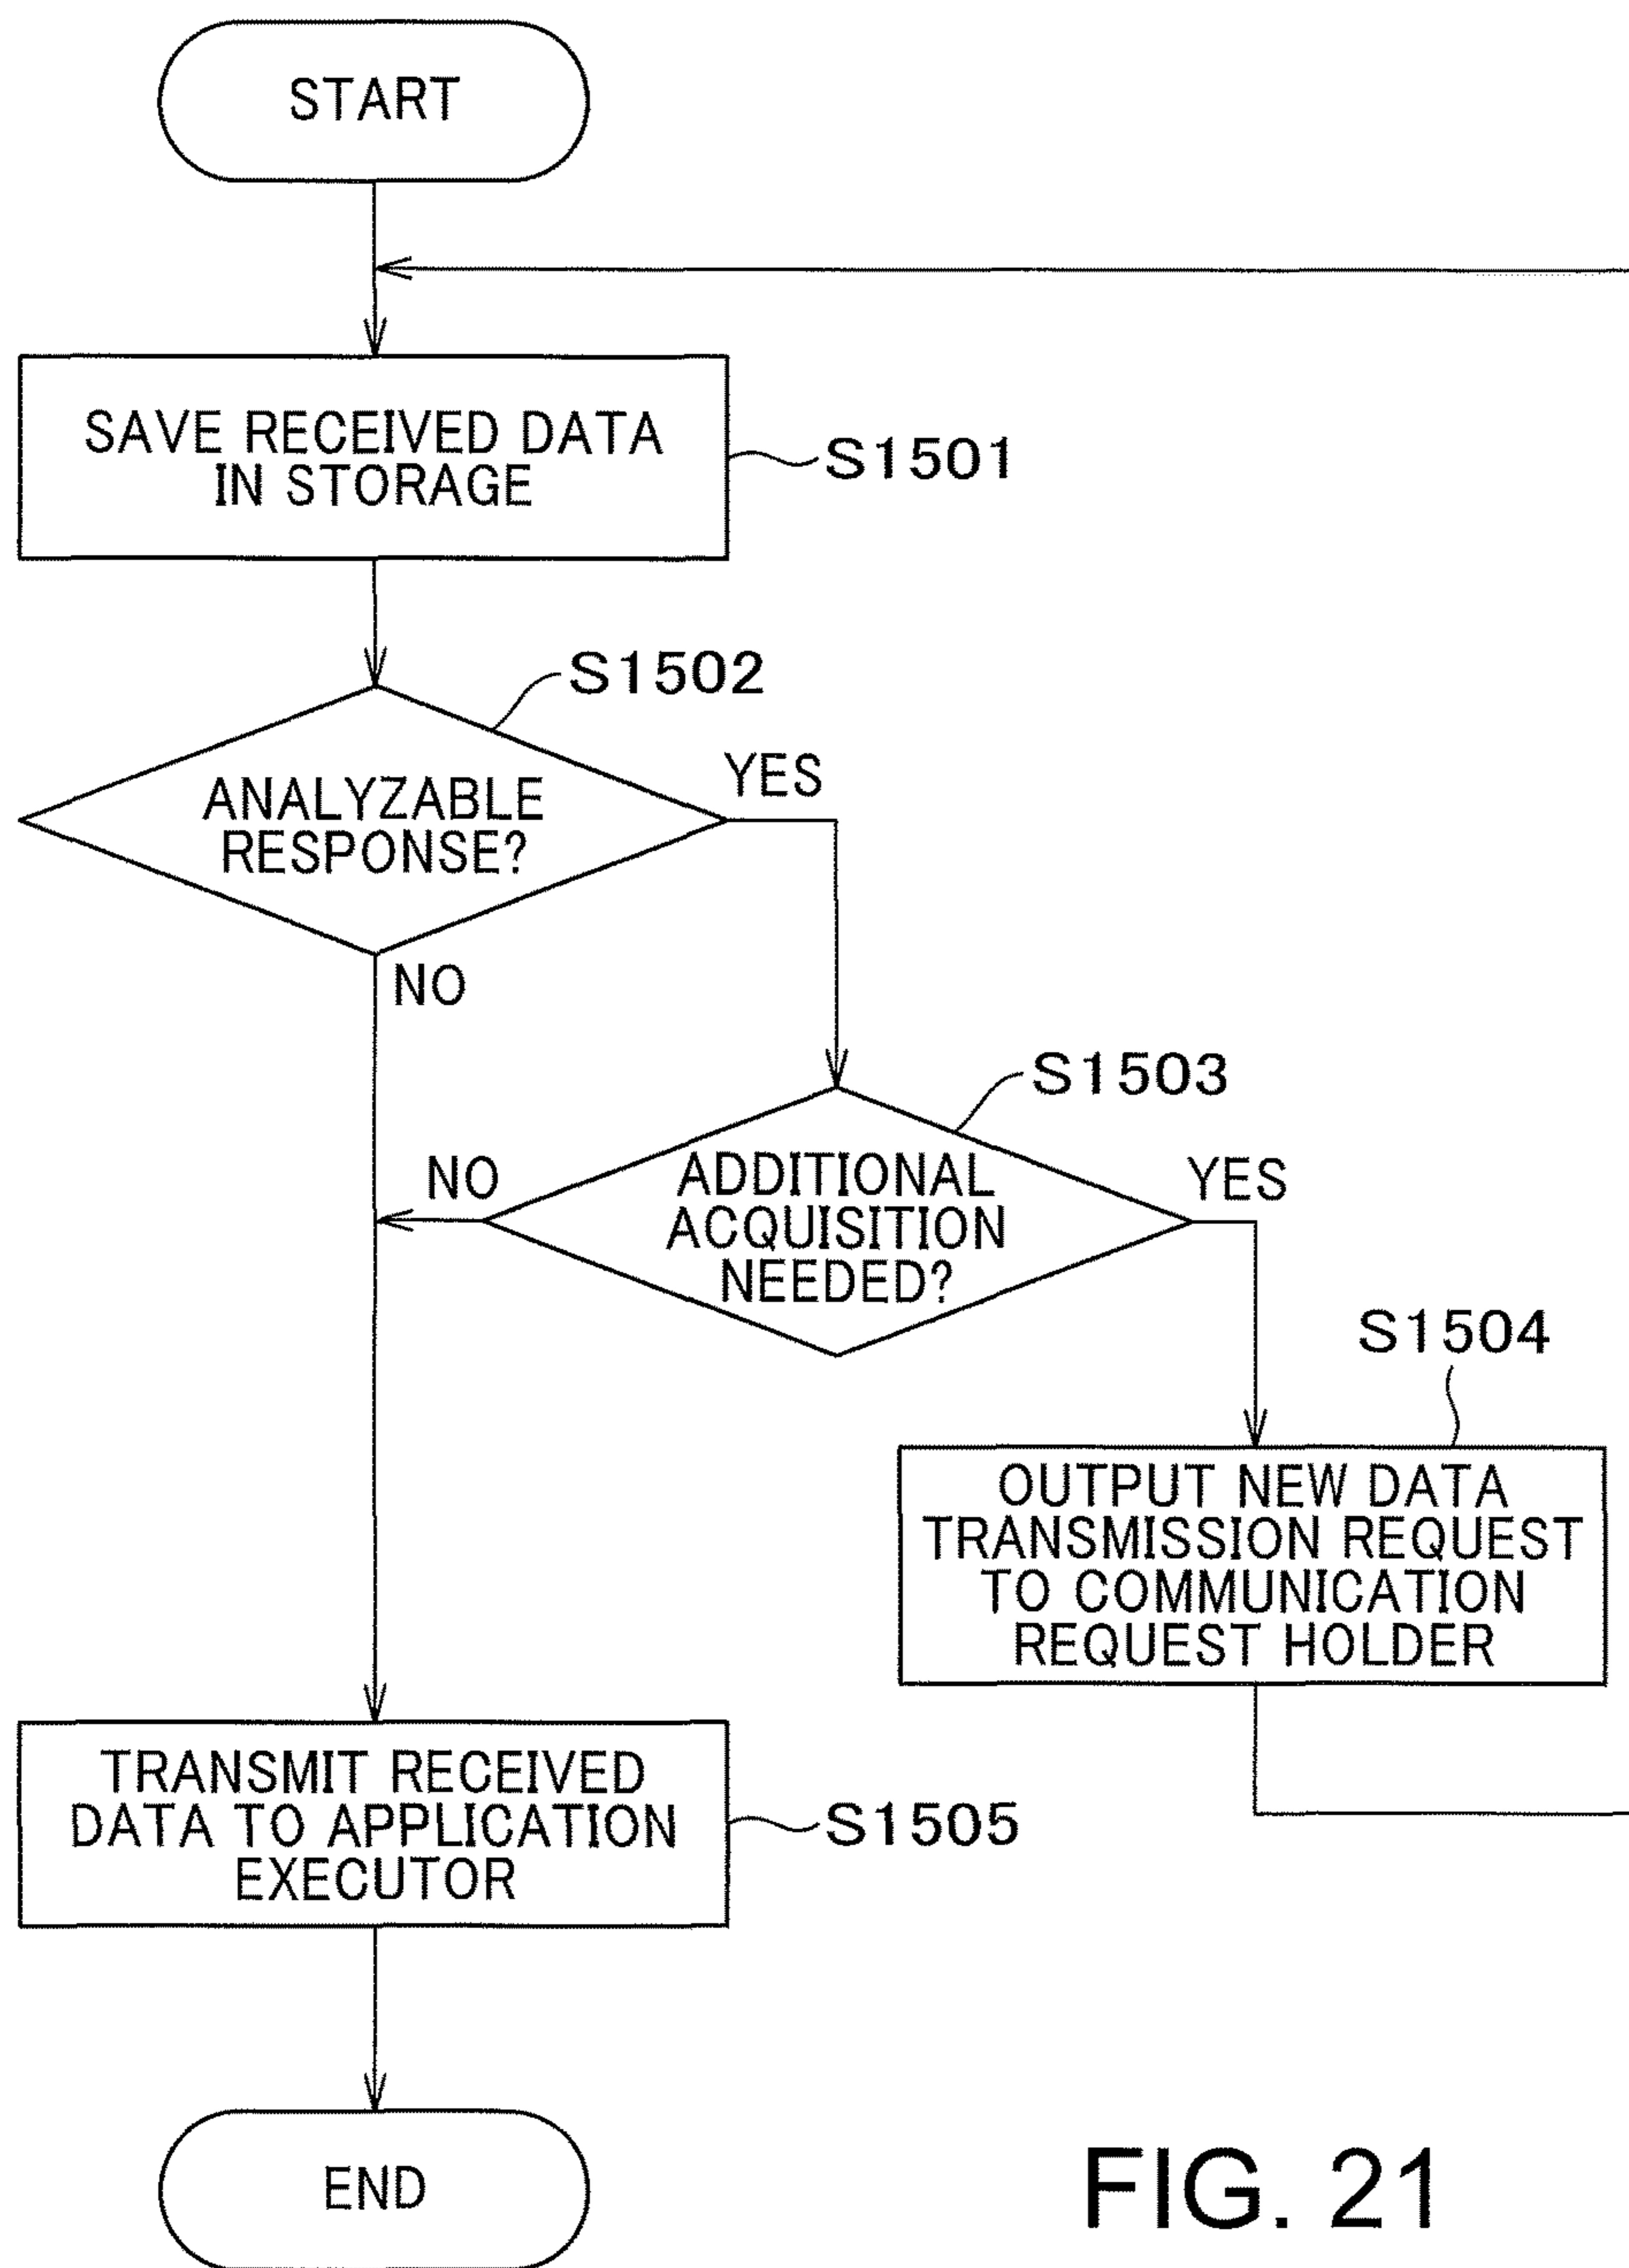 START
SAVE RECEIVED DATA
IN STORAGE
S1501
S1502
ANALYZABLE
RESPONSE?
YES
NO
S1503
ADDITIONAL
ACQUISITION
NEEDED?
NO
YES
S1504
OUTPUT NEW DATA
TRANSMISSION REQUEST
TO COMMUNICATION
REQUEST HOLDER
TRANSMIT RECEIVED
DATA TO APPLICATION
EXECUTOR
S1505
END
FIG. 21